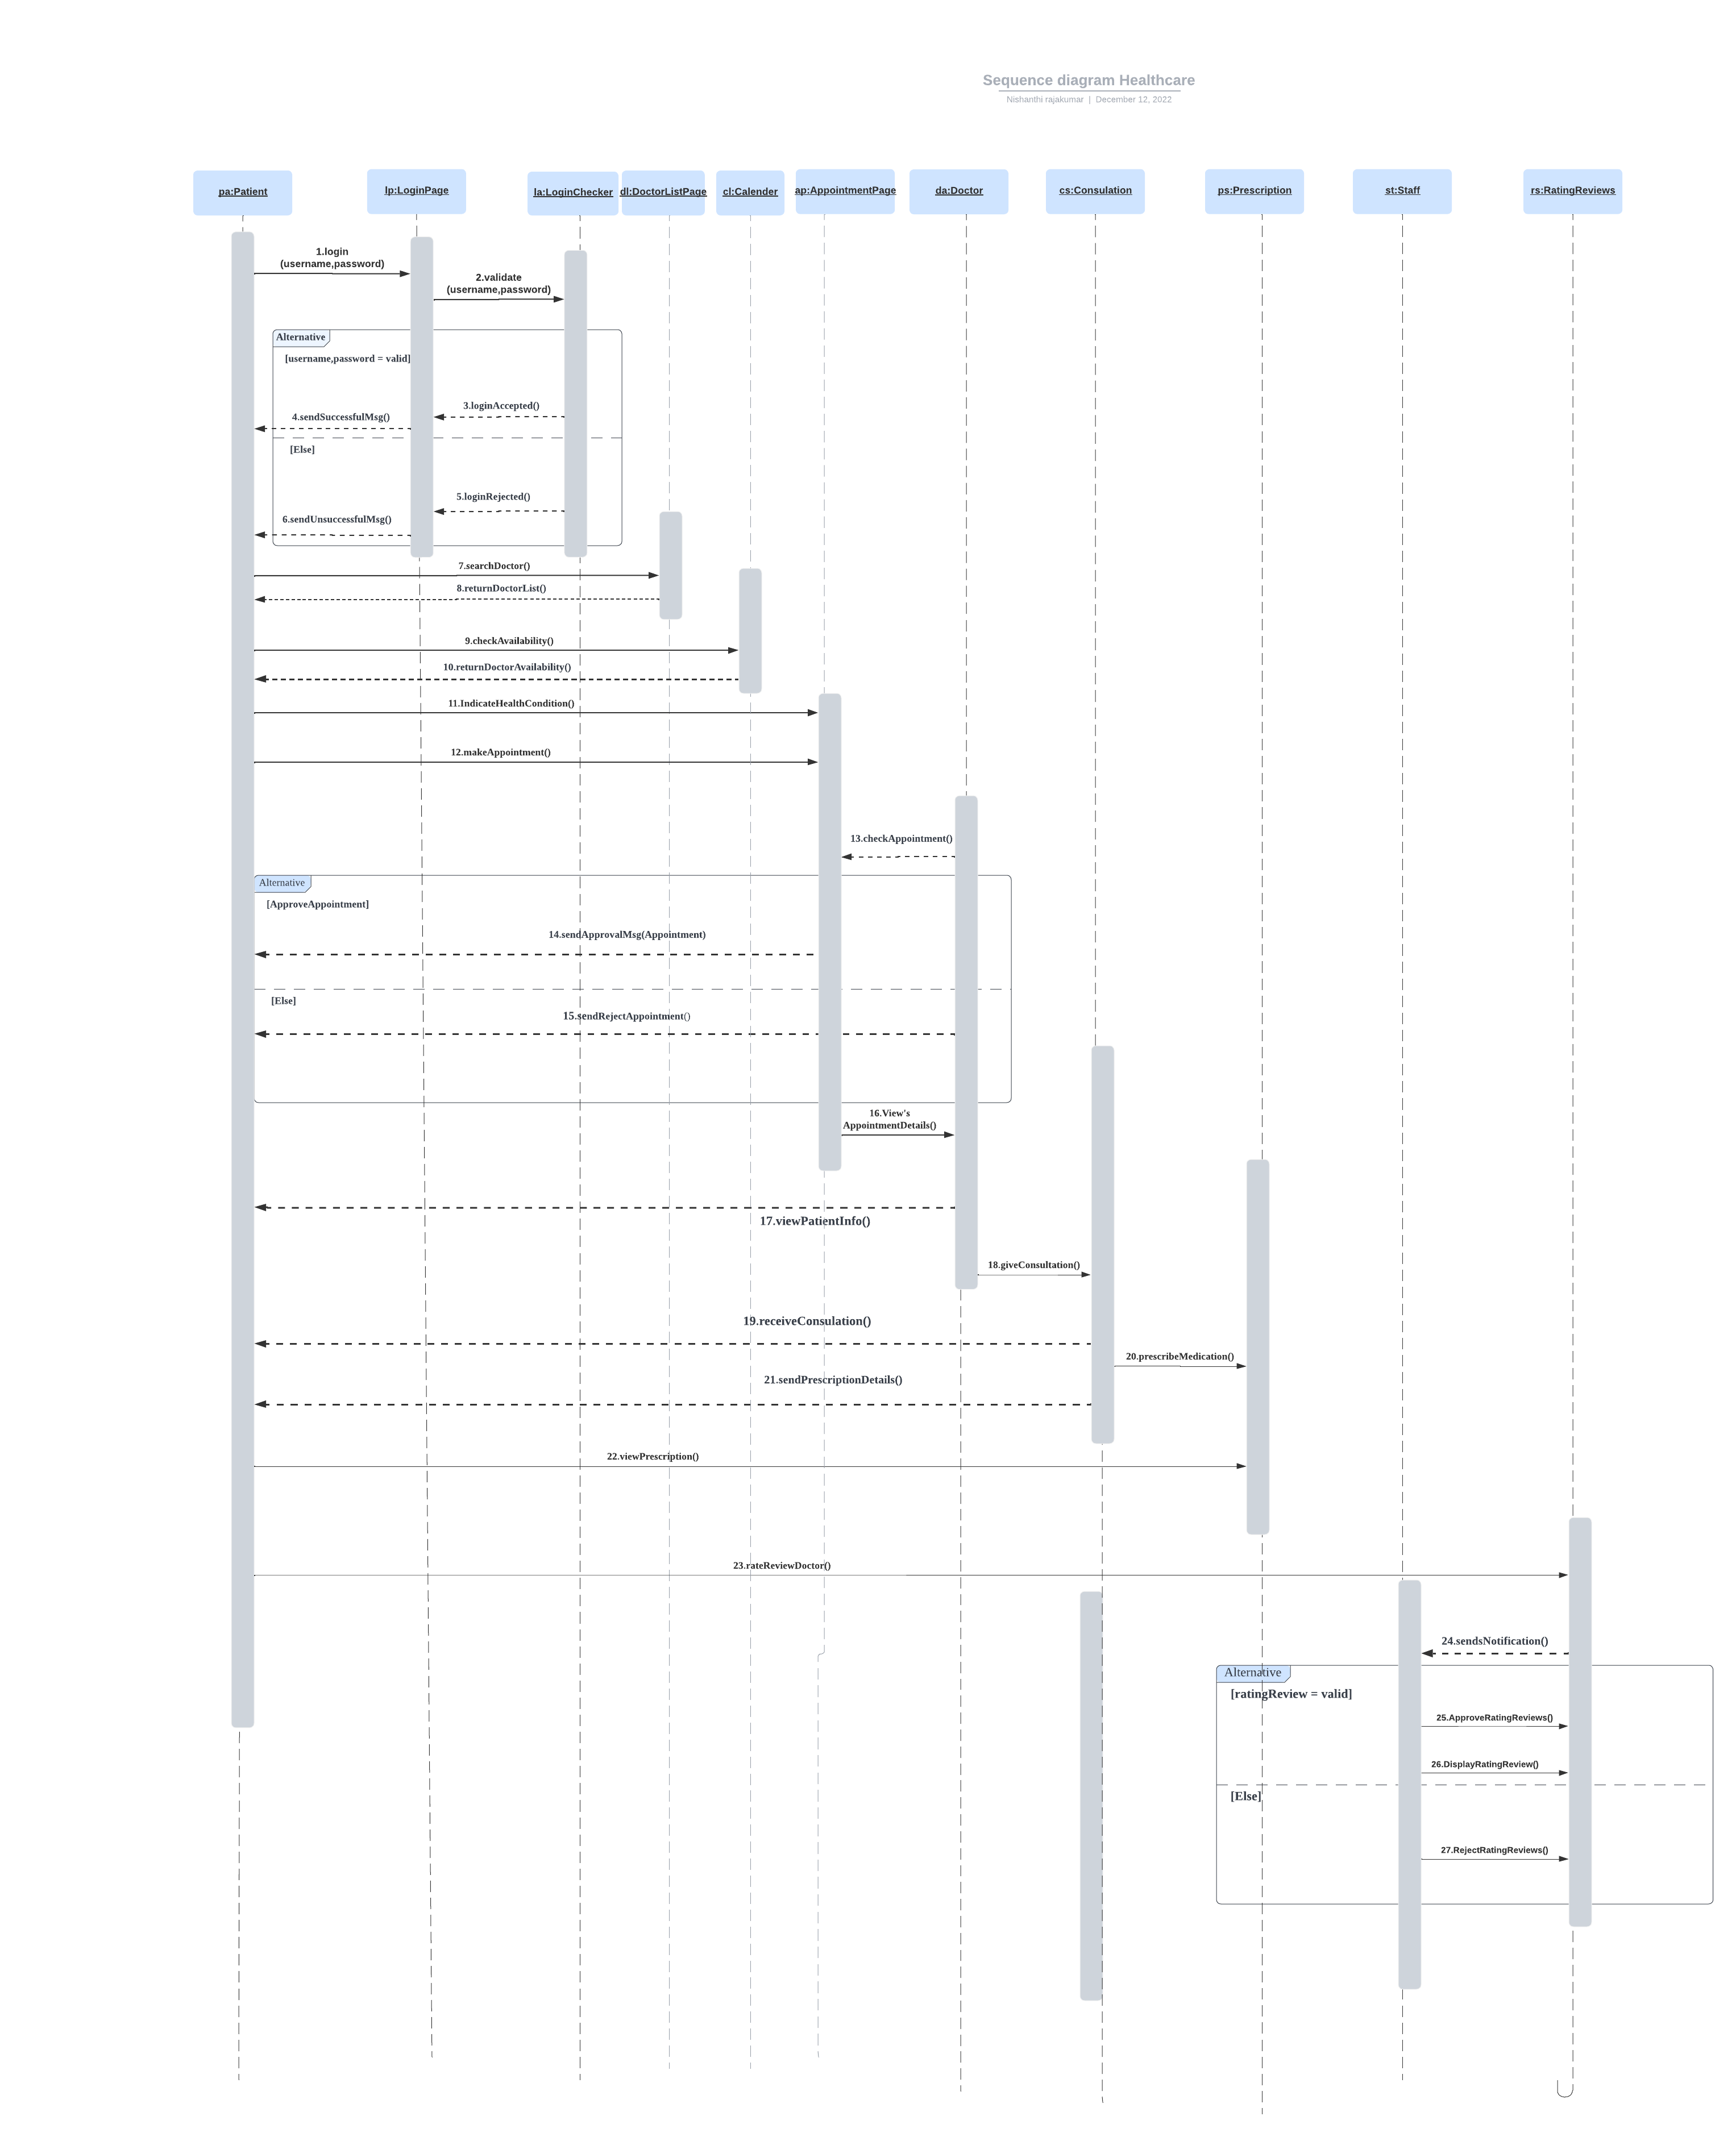 Sequence diagram Healthcare
Nishanthi rajakumar | December 12, 2022
pa:Patient
lp:LoginPage
la:LoginChecker
dl:DoctorListPage
cl:Calender
ap:AppointmentPage
da:Doctor
cs:Consulation
ps:Prescription
st:Staff
rs:RatingReviews
1.login
(username,password)
2.validate
(username,password)
Alternative
[username,password = valid]
3.loginAccepted()
4.sendSuccessfulMsg()
[Else]
5.loginRejected()
6.sendUnsuccessfulMsg()
7.searchDoctor()
8.returnDoctorList()
9.checkAvailability()
10.returnDoctorAvailability()
11.IndicateHealthCondition()
12.makeAppointment()
13.checkAppointment()
Alternative
[ApproveAppointment]
14.sendApprovalMsg(Appointment)
[Else]
15.sendRejectAppointment()
16.View's
AppointmentDetails()
17.viewPatientInfo()
18.giveConsultation()
19.receiveConsulation()
20.prescribeMedication()
21.sendPrescriptionDetails()
22.viewPrescription()
23.rateReviewDoctor()
24.sendsNotification()
Alternative
[ratingReview = valid]
25.ApproveRatingReviews()
26.DisplayRatingReview()
[Else]
27.RejectRatingReviews()